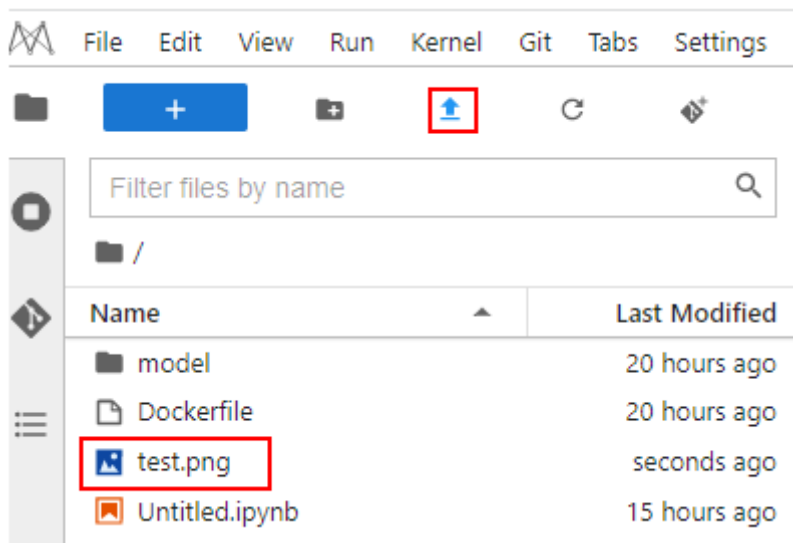 File Edit View Run Kernel Git Tabs Settings
+
Filter files by name
/
Name Last Modified
model 20 hours ago
Dockerfile 20 hours ago
test.png seconds ago
Untitled.ipynb 15 hours ago